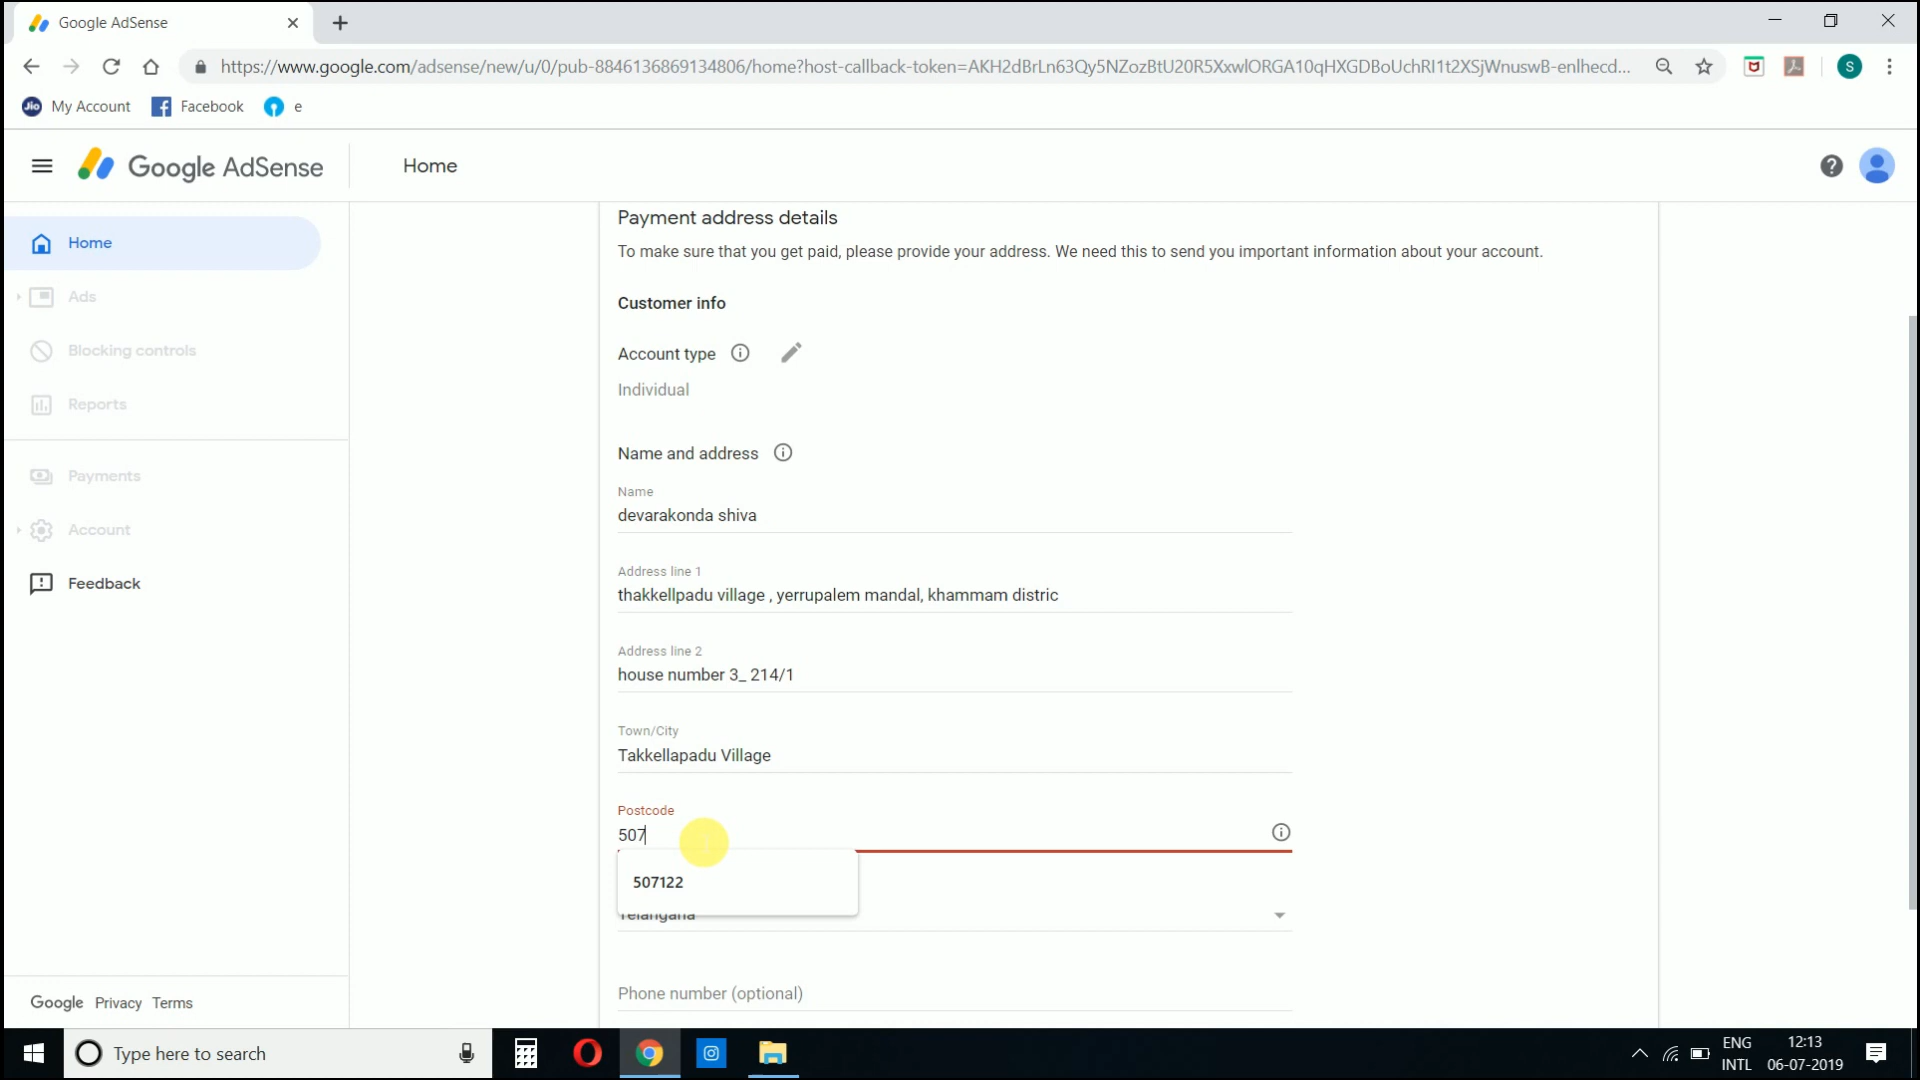 Google AdSense
https://www.google.com/adsense/new/u/0/pub-8846136869134806/home?host-callback-token=AKH2dBrLn63Qy5NZozBtU20R5XxwlORGA10qHXGDBoUchRI1t2XSjWnuswB-enlhecd...
S
Jio My Account Facebook e
Google AdSense Home
Home
Ads
Blocking controls
Reports
Payments
Account
Feedback
Google Privacy Terms
Payment address details
To make sure that you get paid, please provide your address. We need this to send you important information about your account.
Customer info
Account type
Individual
Name and address
Name
devarakonda shiva
Address line 1
thakkellpadu village , yerrupalem mandal, khammam distric
Address line 2
house number 3_ 214/1
Town/City
Takkellapadu Village
Postcode
507
507122
Telangana
Phone number (optional)
Type here to search
ENG
INTL
12:13
06-07-2019